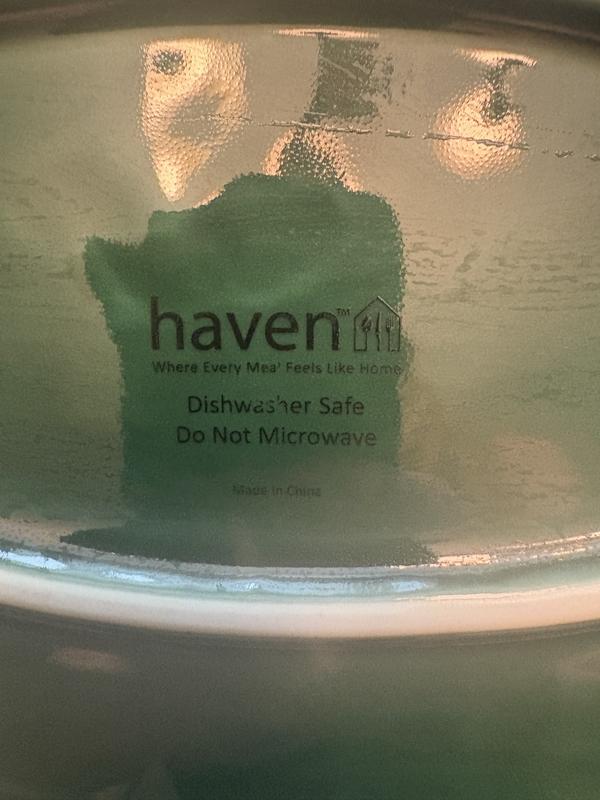 haven™
Where Every Meal Feels Like Home
Dishwasher Safe
Do Not Microwave
Made in China